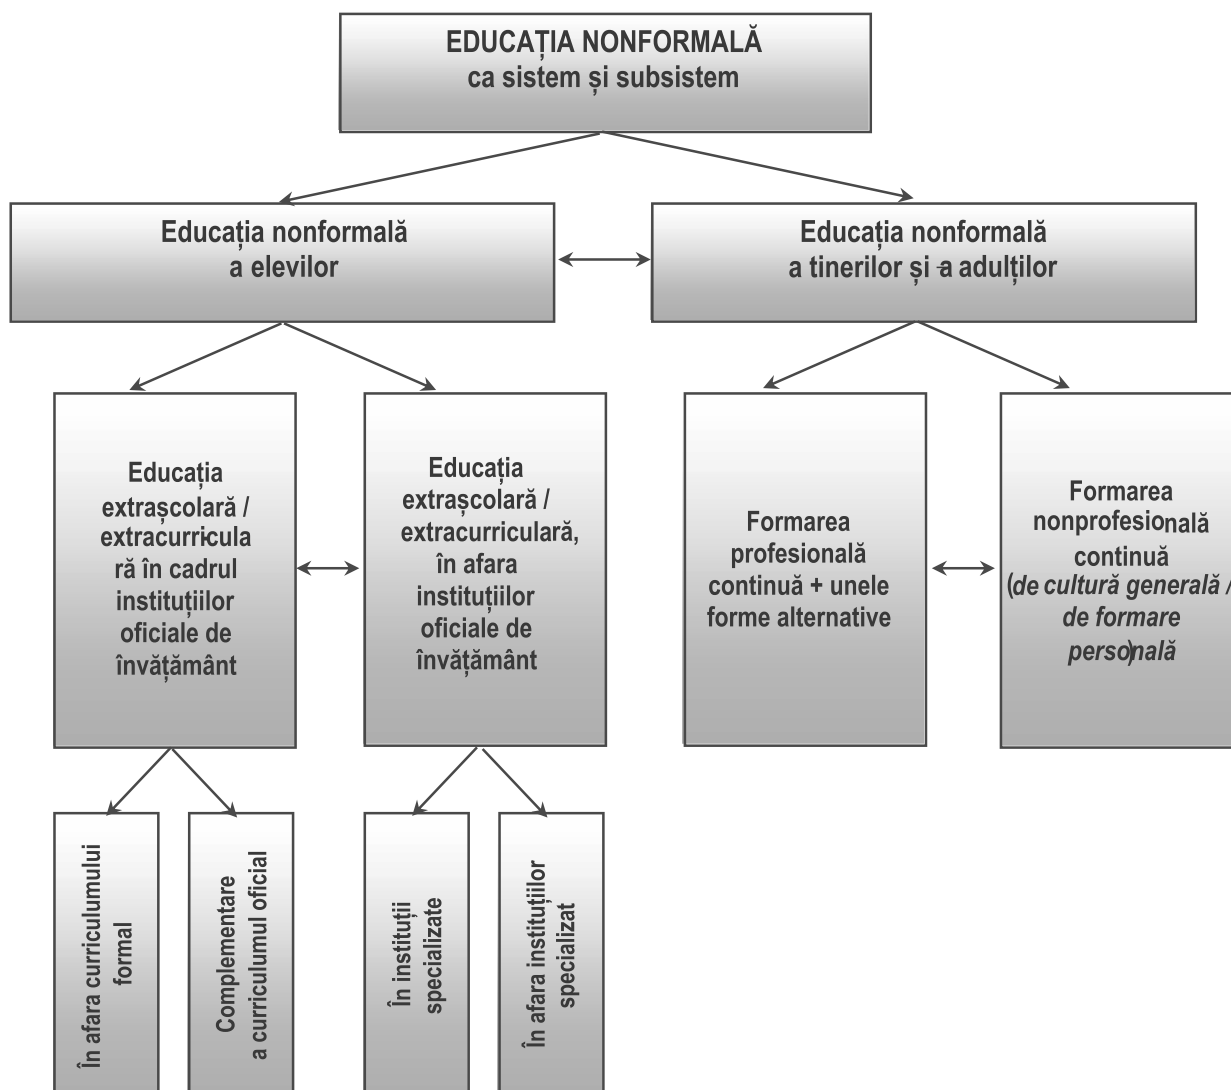 EDUCAȚIA NONFORMALĂ
ca sistem și subsistem
Educația nonformală
a elevilor
Educația nonformală
a tinerilor și a adulților
Educația
extrașcolară /
extracurricula
ră în cadrul
instituțiilor
oficiale de
învățământ
Educația
extrașcolară /
extracurriculară,
în afara
instituțiilor
oficiale de
învățământ
Formarea
profesională
continuă + unele
forme alternative
Formarea
nonprofesională
continuă
(de cultură generală /
de formare
personală)
În afara curriculumului
formal
Complementare
a curriculumul oficial
În instituții
specializate
În afara instituțiilor
specializat